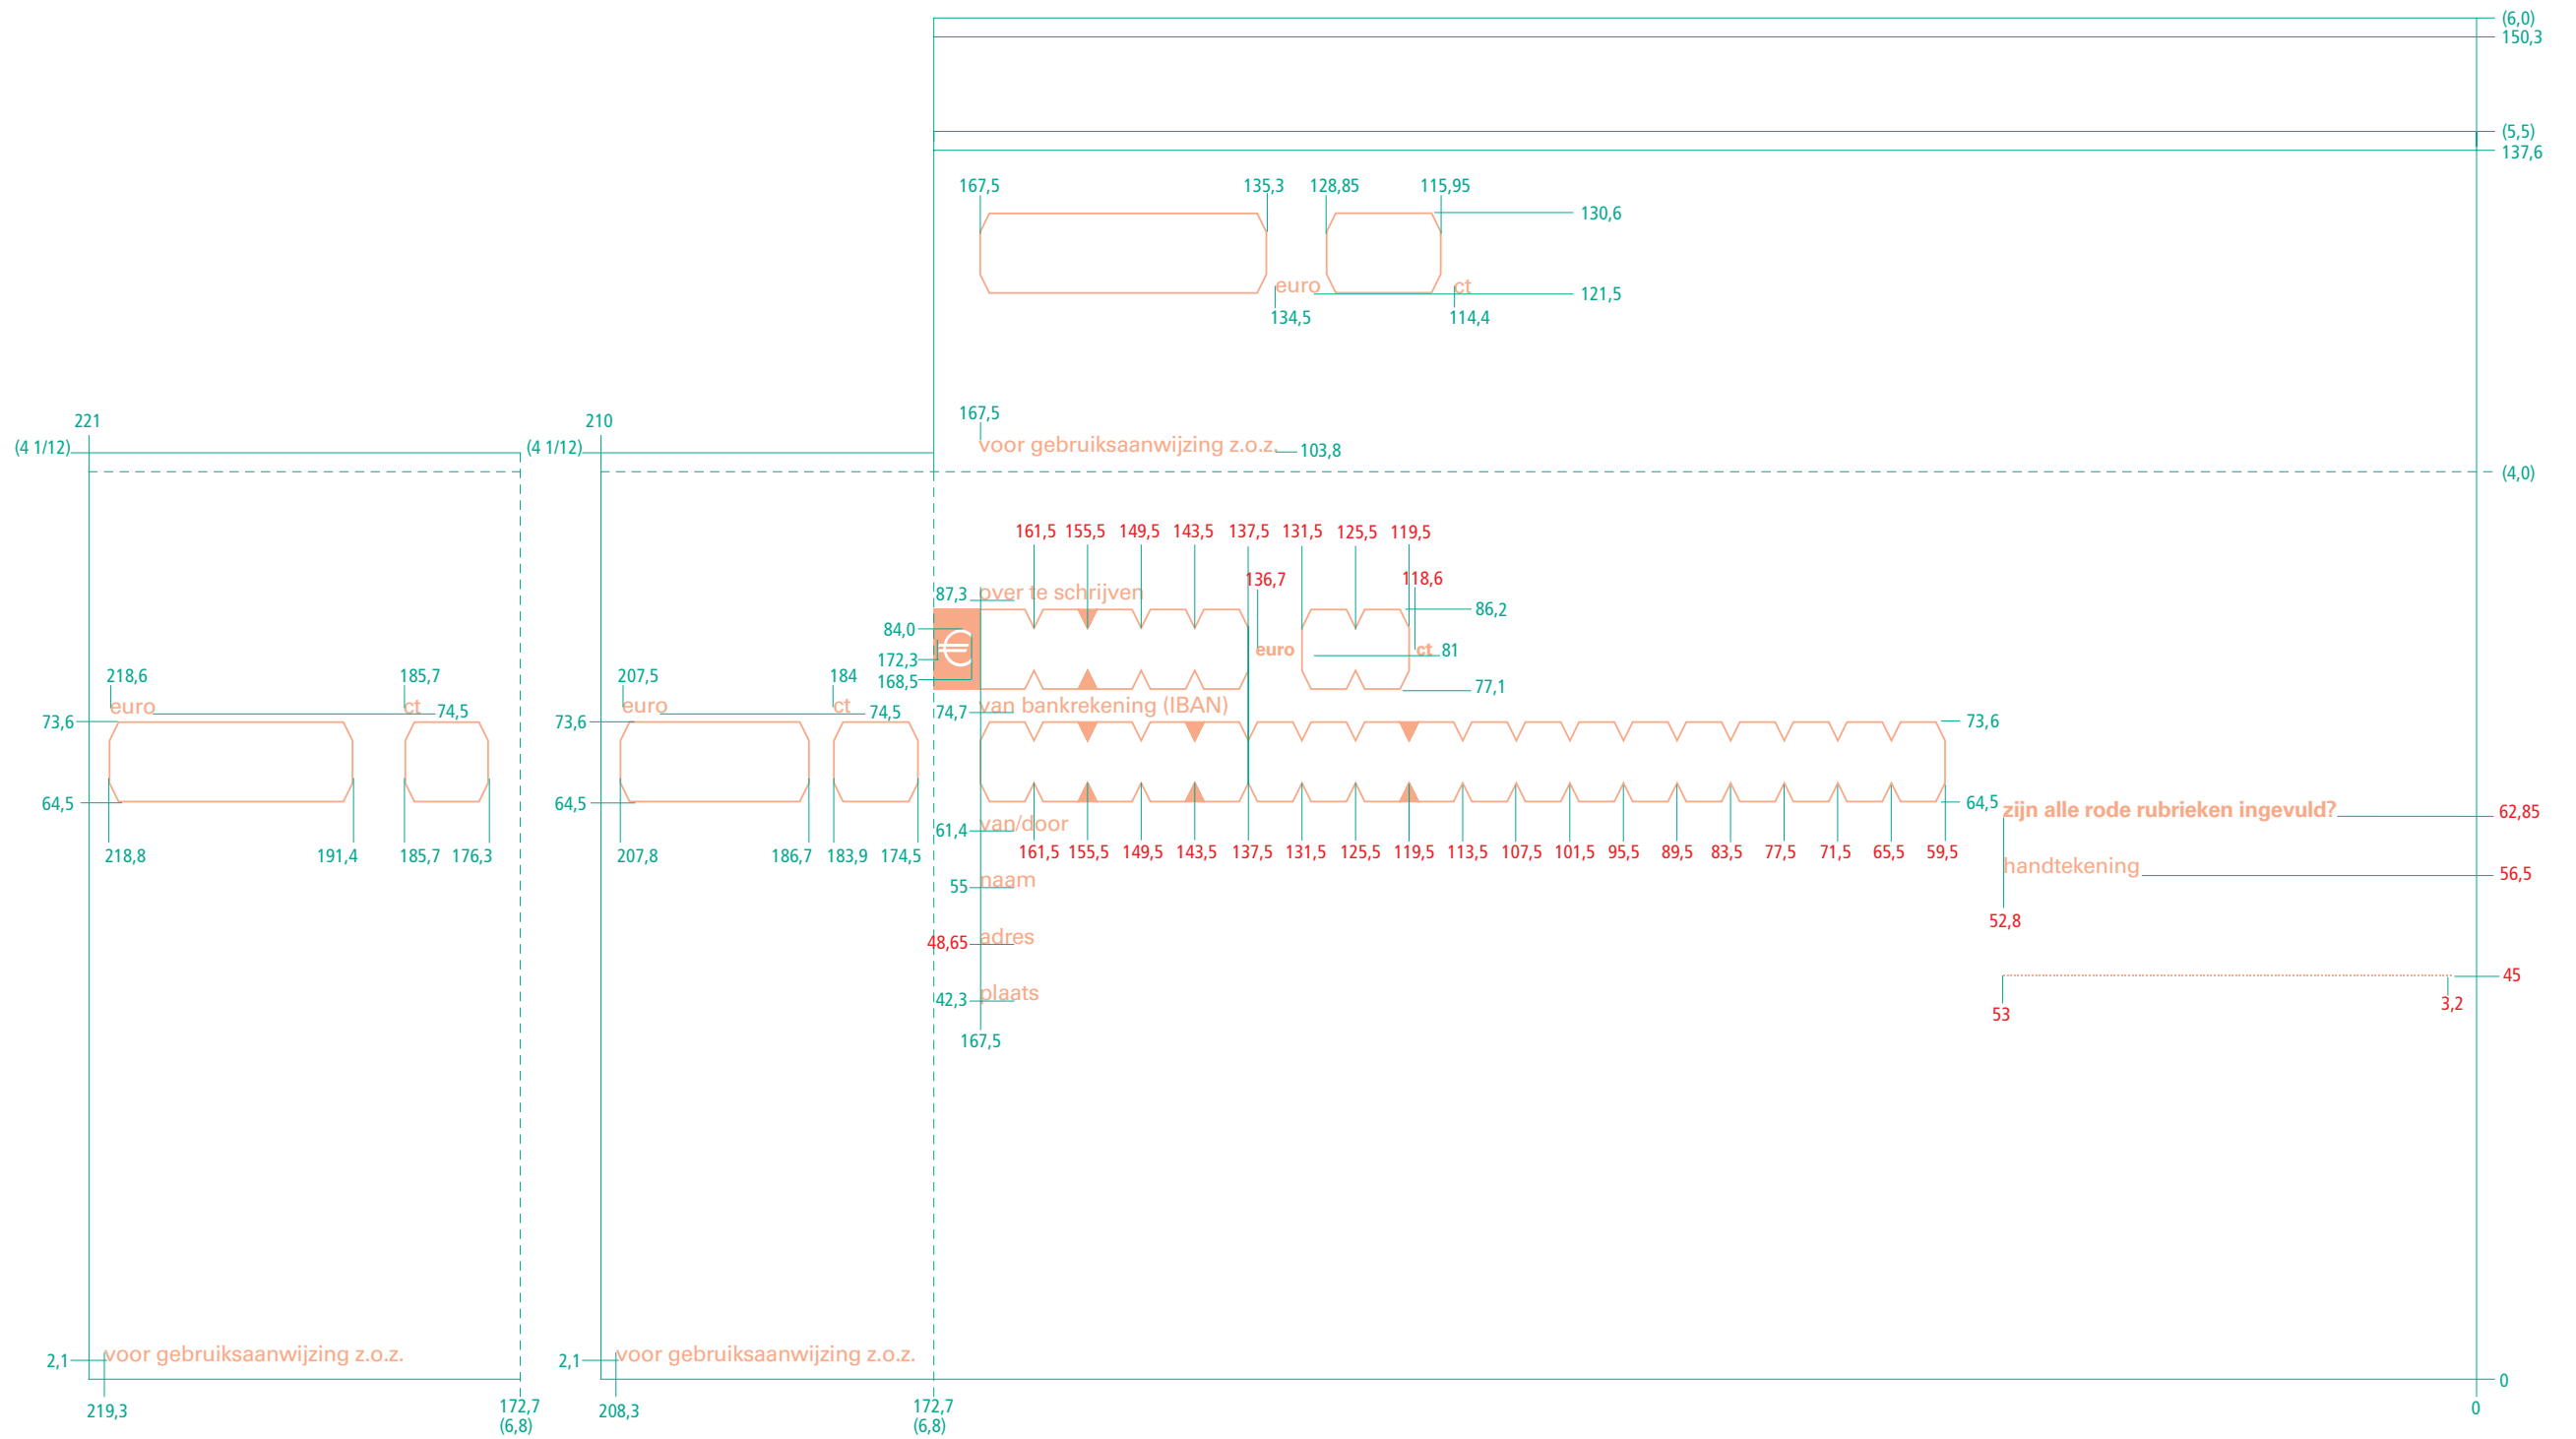 (6,0)
150,3
(5,5)
137,6
167,5 135,3 128,85 115,95
130,6
euro ct
121,5
134,5 114,4
221 210 167,5
(4 1/12) (4 1/12) voor gebruiksaanwijzing z.o.z. 103,8
(4,0)
161,5 155,5 149,5 143,5 137,5 131,5 125,5 119,5
136,7 118,6
87,3 over te schrijven
86,2
84,0
€ euro ct 81
172,3
168,5 77,1
218,6 185,7 207,5 184
euro ct 74,5 euro ct 74,5 74,7 van bankrekening (IBAN)
73,6 73,6 73,6
64,5 64,5 64,5
zijn alle rode rubrieken ingevuld? 62,85
61,4 van/door
218,8 191,4 185,7 176,3 207,8 186,7 183,9 174,5 161,5 155,5 149,5 143,5 137,5 131,5 125,5 119,5 113,5 107,5 101,5 95,5 89,5 83,5 77,5 71,5 65,5 59,5
handtekening 56,5
55 naam
52,8
48,65 adres
45
42,3 plaats
3,2
53
167,5
2,1 voor gebruiksaanwijzing z.o.z. 2,1 voor gebruiksaanwijzing z.o.z.
0
219,3 172,7 208,3 172,7 0
(6,8) (6,8)